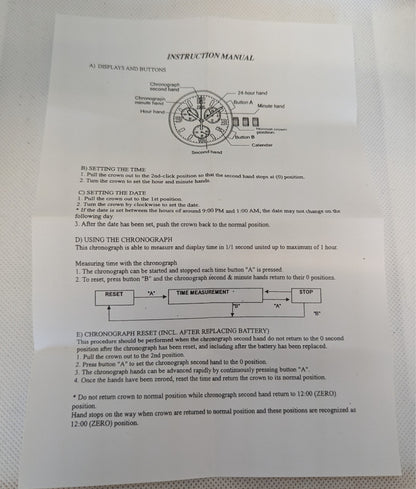 INSTRUCTION MANUAL
A) DISPLAYS AND BUTTONS
Chronograph
second hand
24 hour hand
Chronograph
minute hand
Button A
Minute hand
Hour hand
Normal crown
position
Button B
Calendar
Second hand
B) SETTING THE TIME
1. Pull the crown out to the 2nd-click position so that the second hand stops at (0) position.
2. Turn the crown to set the hour and minute hands.
C) SETTING THE DATE
1. Pull the crown out to the 1st position.
2. Turn the crown by clockwise to set the date.
* If the date is set between the hours of around 9:00 PM and 1:00 AM, the date may not change on the
following day.
3. After the date has been set, push the crown back to the normal position.
D) USING THE CHRONOGRAPH
This chronograph is able to measure and display time in 1/1 second united up to maximum of 1 hour.
Measuring time with the chronograph
1. The chronograph can be started and stopped each time button "A" is pressed.
2. To reset, press button "B" and the chronograph second & minute hands return to their 0 positions.
RESET "A" TIME MEASUREMENT STOP
"B" "A"
"B"
E) CHRONOGRAPH RESET (INCL. AFTER REPLACING BATTERY)
This procedure should be performed when the chronograph second hand do not return to the 0 second
position after the chronograph has been reset, and including after the battery has been replaced.
1. Pull the crown out to the 2nd position.
2. Press button "A" to set the chronograph second hand to the 0 position.
3. The chronograph hands can be advanced rapidly by continuously pressing button "A".
4. Once the hands have been zeroed, reset the time and return the crown to its normal position.
* Do not return crown to normal position while chronograph second hand return to 12:00 (ZERO)
position.
Hand stops on the way when crown are returned to normal position and these positions are recognized as
12:00 (ZERO) position.